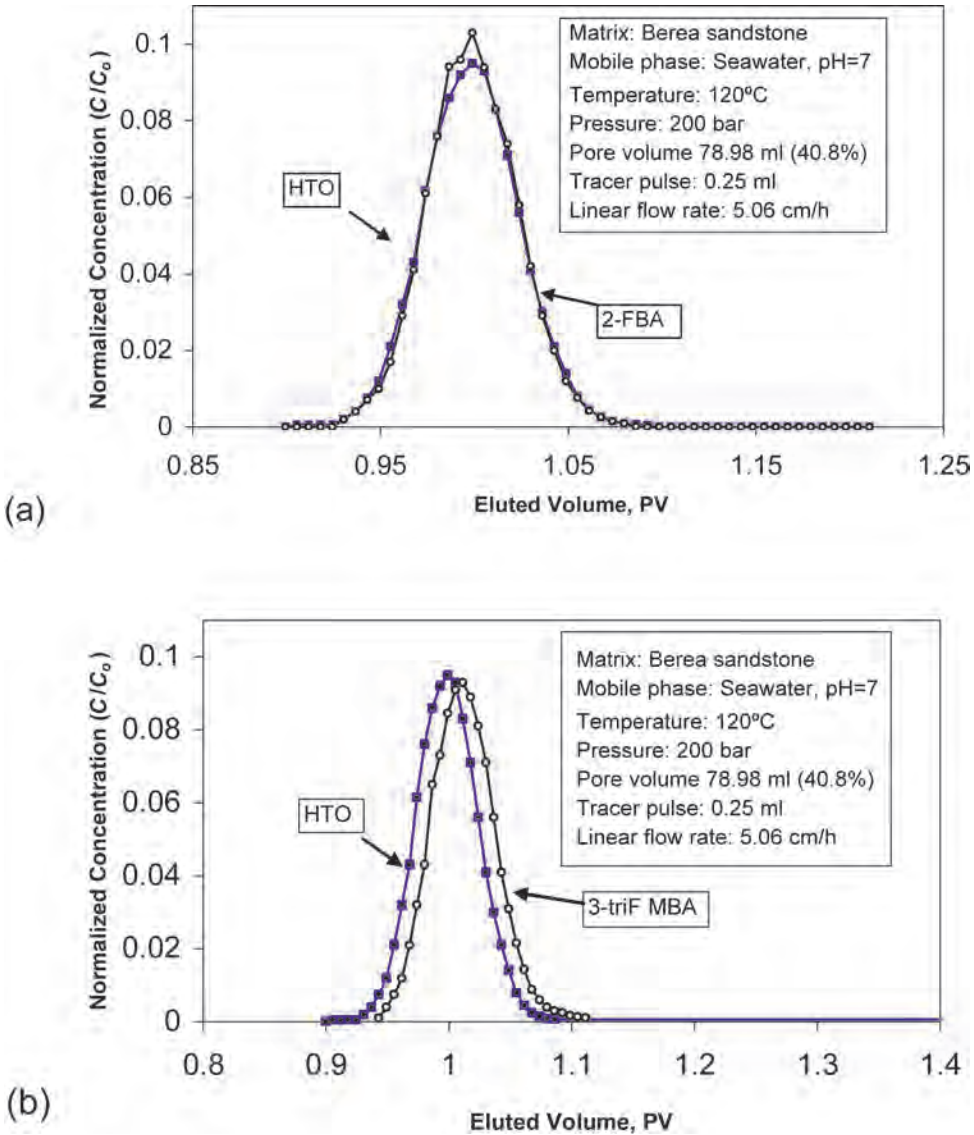 Normalized Concentration (C/Co)
0.1
0.08
0.06
0.04
0.02
0
HTO
2-FBA
Matrix: Berea sandstone
Mobile phase: Seawater, pH=7
Temperature: 120ºC
Pressure: 200 bar
Pore volume 78.98 ml (40.8%)
Tracer pulse: 0.25 ml
Linear flow rate: 5.06 cm/h
0.85 0.95 1.05 1.15 1.25
Eluted Volume, PV
(a)
Normalized Concentration (C/Co)
0.1
0.08
0.06
0.04
0.02
0
HTO
3-triF MBA
Matrix: Berea sandstone
Mobile phase: Seawater, pH=7
Temperature: 120ºC
Pressure: 200 bar
Pore volume 78.98 ml (40.8%)
Tracer pulse: 0.25 ml
Linear flow rate: 5.06 cm/h
0.8 0.9 1 1.1 1.2 1.3 1.4
Eluted Volume, PV
(b)